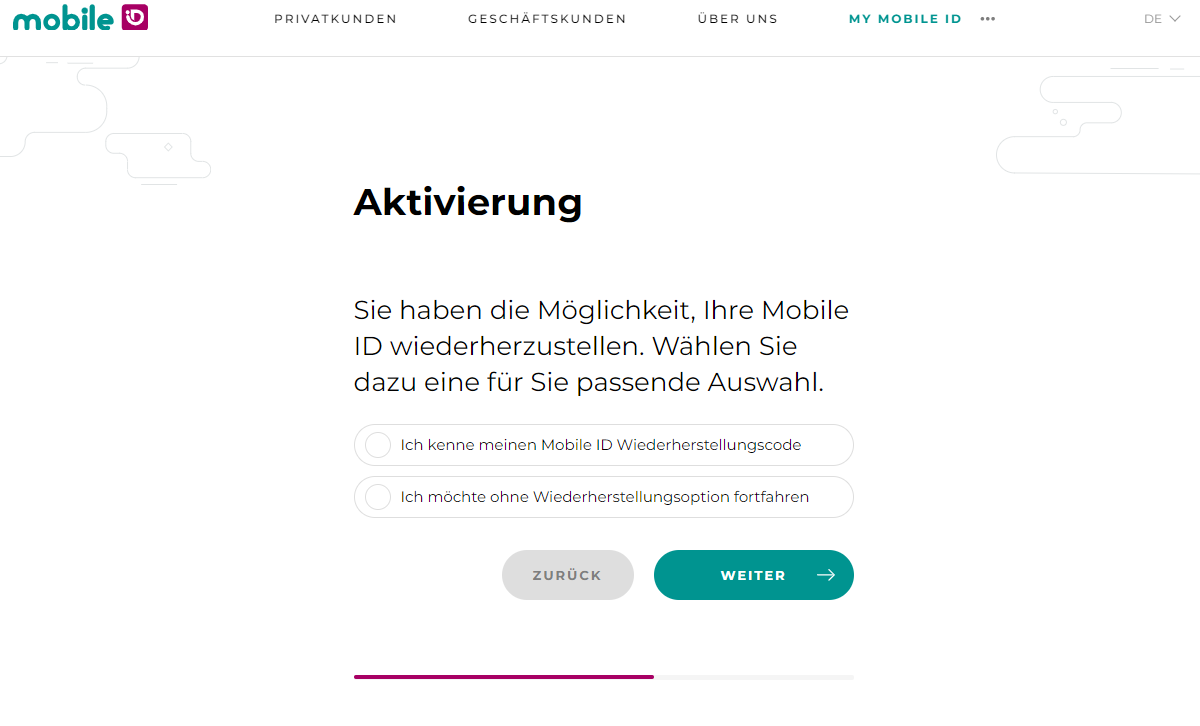 mobile iD
PRIVATKUNDEN
GESCHÄFTSKUNDEN
ÜBER UNS
MY MOBILE ID
DE
Aktivierung
Sie haben die Möglichkeit, Ihre Mobile
ID wiederherzustellen. Wählen Sie
dazu eine für Sie passende Auswahl.
Ich kenne meinen Mobile ID Wiederherstellungscode
Ich möchte ohne Wiederherstellungsoption fortfahren
ZURÜCK
WEITER